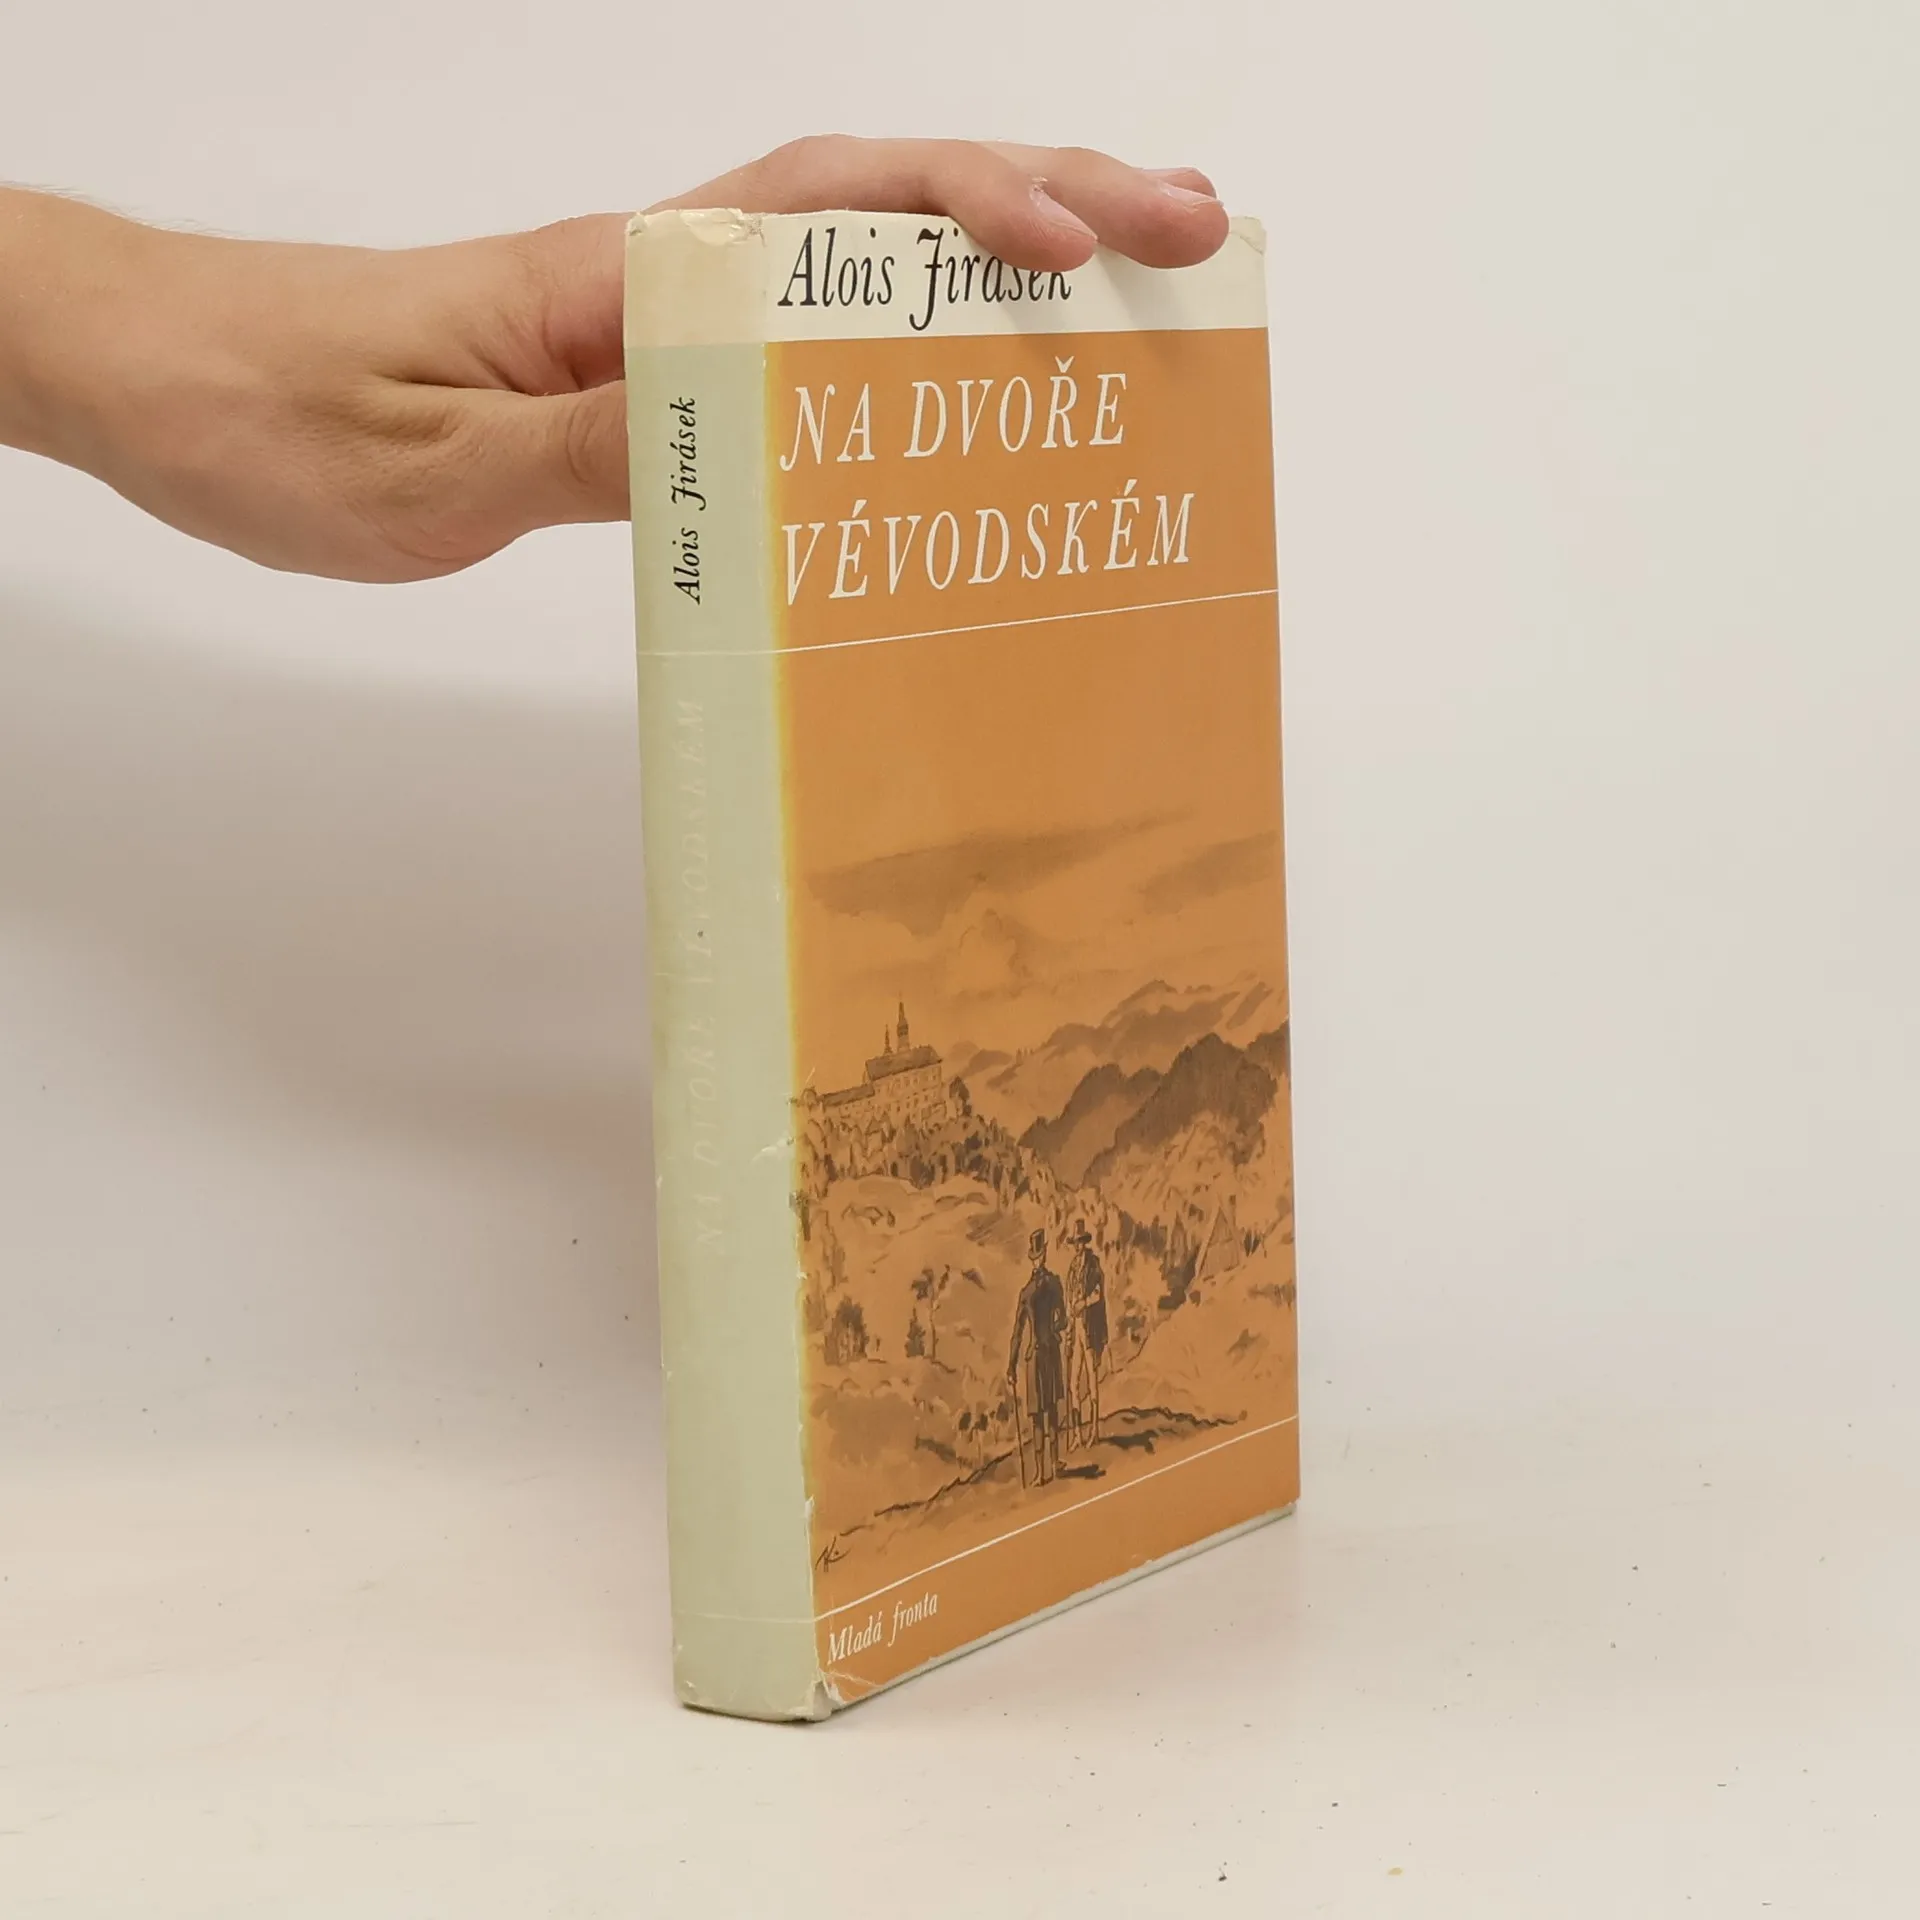 Alois Jirásek
NA DVOŘE
VÉVODSKÉM
Mladá fronta
Alois Jirásek
NA DVOŘE VÉVODSKÉM